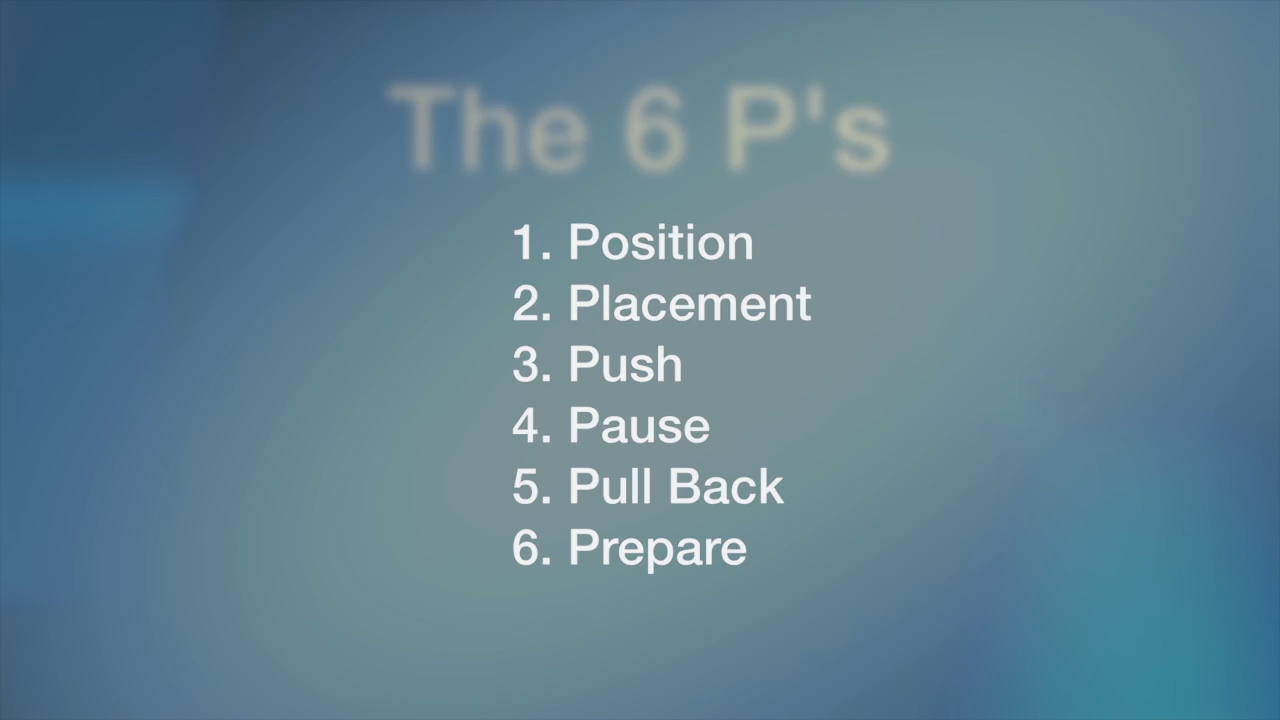 The 6 P's
1. Position
2. Placement
3. Push
4. Pause
5. Pull Back
6. Prepare